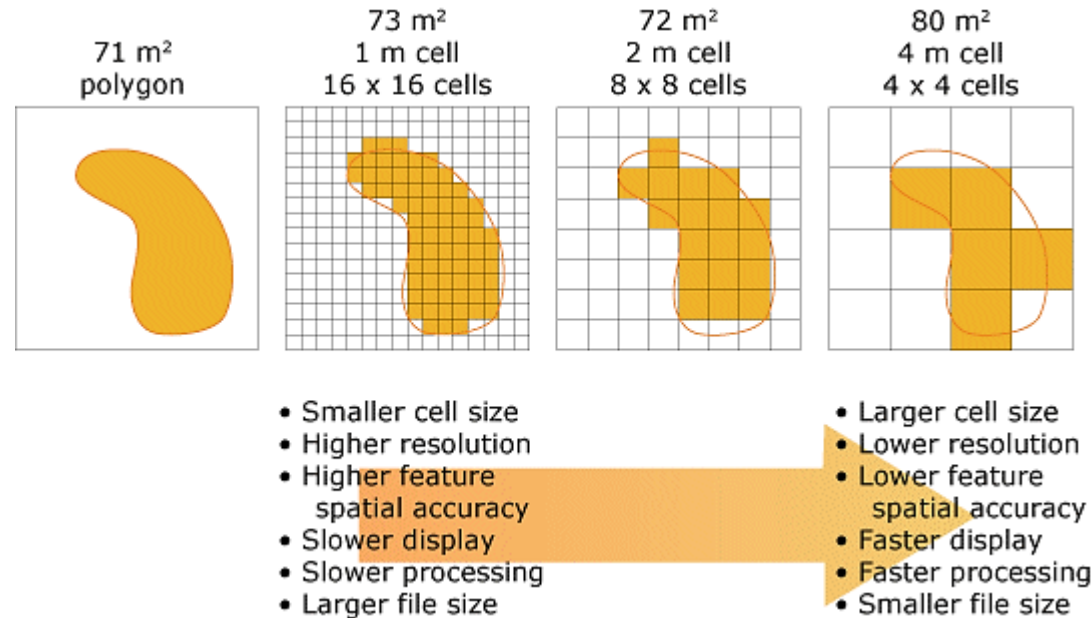 71 m²
polygon
73 m²
1 m cell
16 x 16 cells
72 m²
2 m cell
8 x 8 cells
80 m²
4 m cell
4 x 4 cells
• Smaller cell size
• Higher resolution
• Higher feature
spatial accuracy
• Slower display
• Slower processing
• Larger file size
• Larger cell size
• Lower resolution
• Lower feature
spatial accuracy
• Faster display
• Faster processing
• Smaller file size